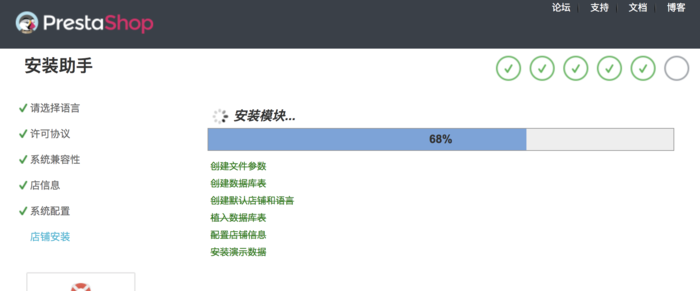 论坛 支持 文档 博客
PrestaShop
安装助手
请选择语言
许可协议
系统兼容性
店信息
系统配置
店铺安装
安装模块...
68%
创建文件参数
创建数据库表
创建默认店铺和语言
植入数据库表
配置店铺信息
安装演示数据